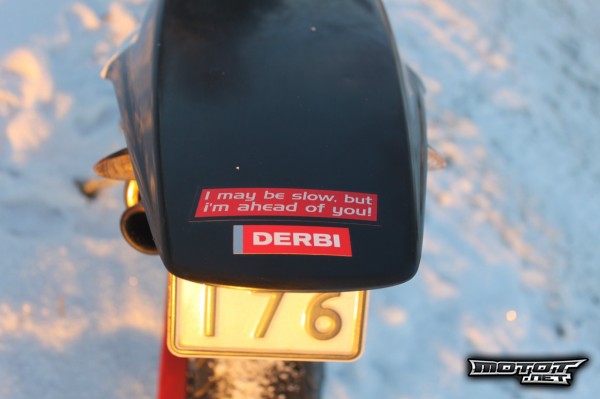 I may be slow, but
i'm ahead of you!
DERBI
176
MOTOT
.NET